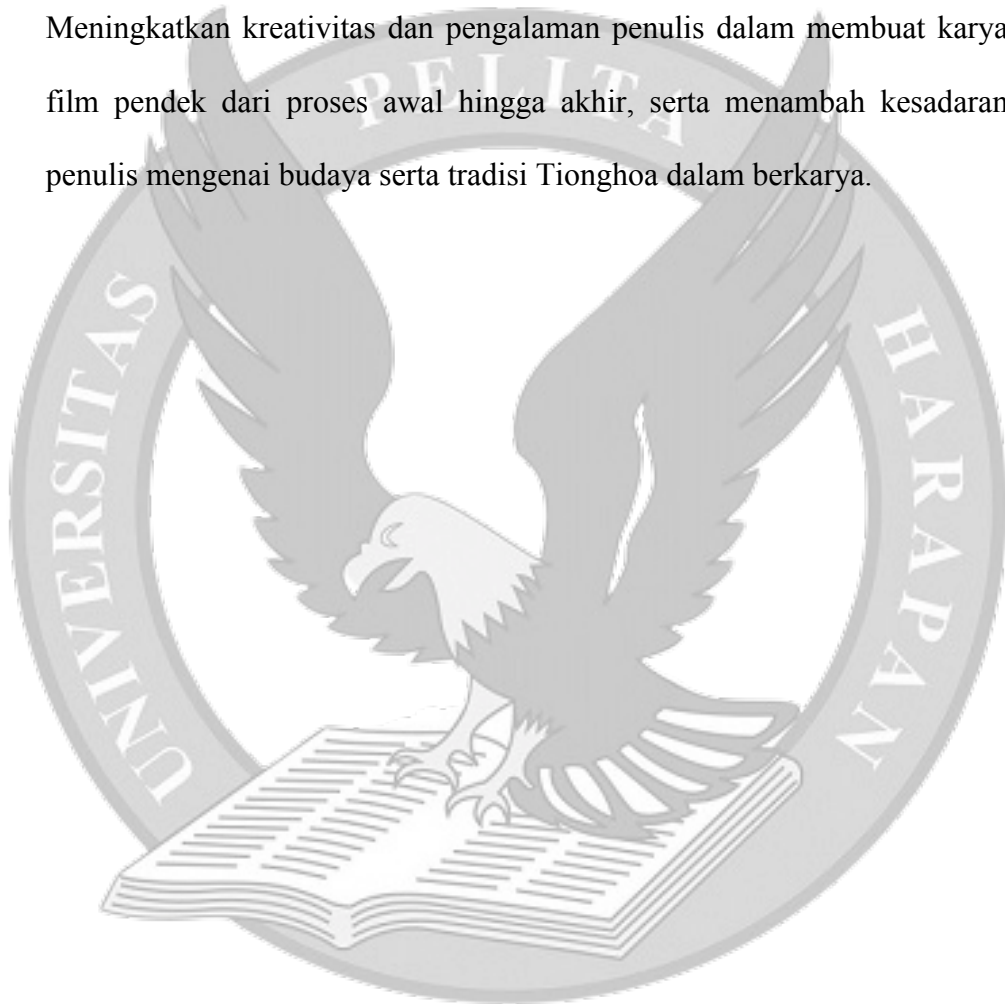 Meningkatkan kreativitas dan pengalaman penulis dalam membuat karya
film pendek dari proses awal hingga akhir, serta menambah kesadaran
penulis mengenai budaya serta tradisi Tionghoa dalam berkarya.
UNIVERSITAS PELITA HARAPAN